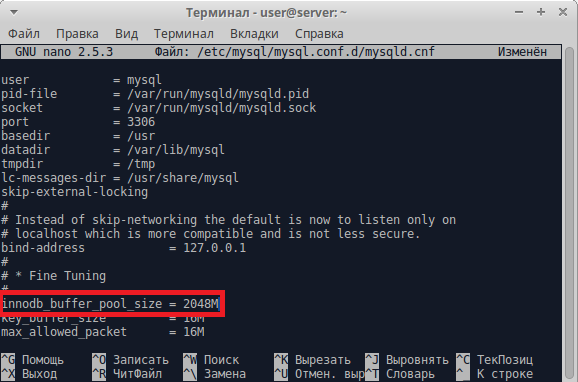 Терминал - user@server: ~
Файл Правка Вид Терминал Вкладки Справка
GNU nano 2.5.3 Файл: /etc/mysql/mysql.conf.d/mysqld.cnf Изменён
user = mysql
pid-file = /var/run/mysqld/mysqld.pid
socket = /var/run/mysqld/mysqld.sock
port = 3306
basedir = /usr
datadir = /var/lib/mysql
tmpdir = /tmp
lc-messages-dir = /usr/share/mysql
skip-external-locking
#
# Instead of skip-networking the default is now to listen only on
# localhost which is more compatible and is not less secure.
bind-address = 127.0.0.1
#
# * Fine Tuning
#
innodb_buffer_pool_size = 2048M
key_buffer_size = 16M
max_allowed_packet = 16M
^G Помощь ^O Записать ^W Поиск ^K Вырезать ^J Выровнять ^C ТекПозиц
^X Выход ^R ЧитФайл ^\ Замена ^U Отмен. выр ^T Словарь ^_ К строке